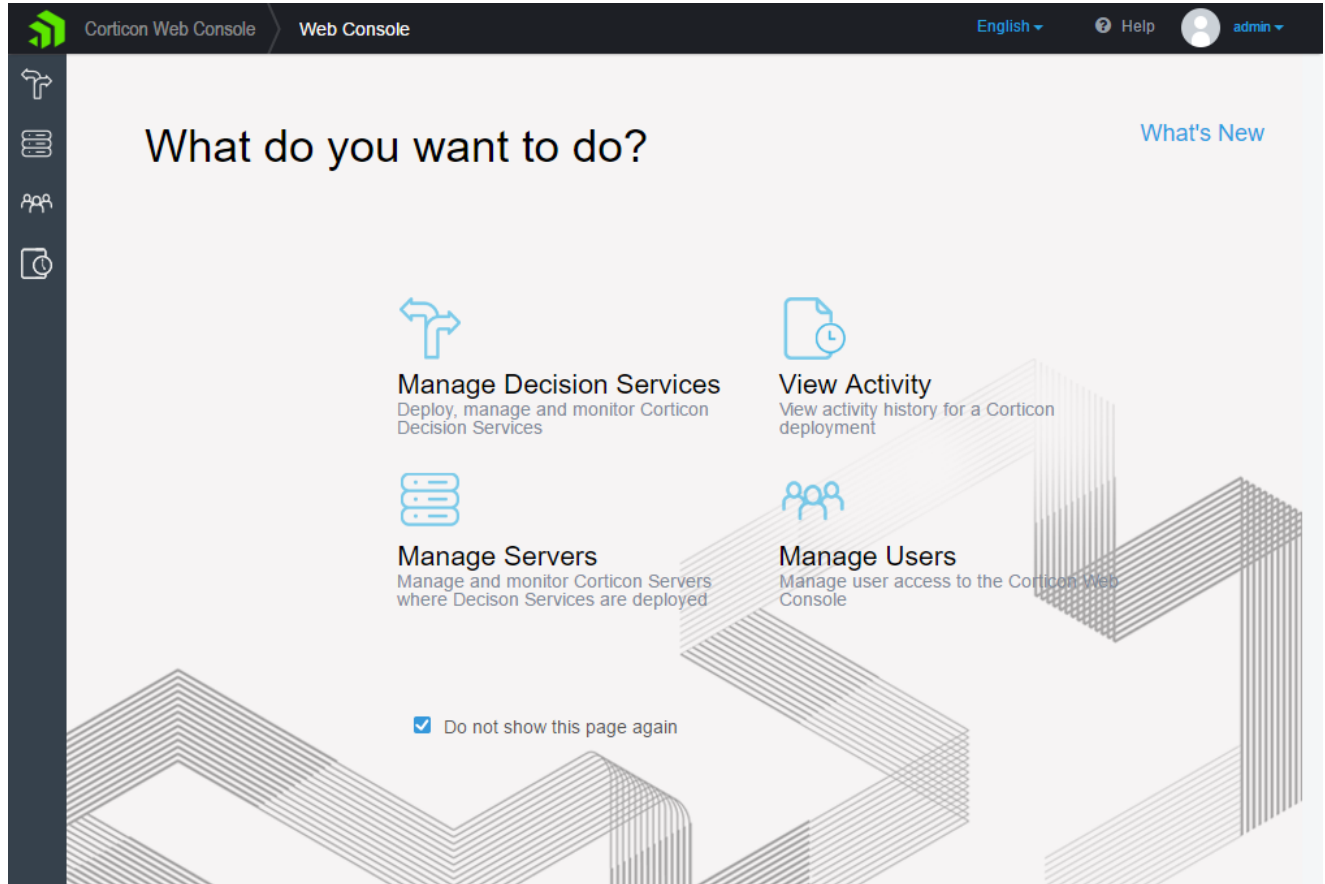 Corticon Web Console
Web Console
English
Help
admin
What do you want to do?
What's New
Manage Decision Services
Deploy, manage and monitor Corticon
Decision Services
View Activity
View activity history for a Corticon
deployment
Manage Servers
Manage and monitor Corticon Servers
where Decison Services are deployed
Manage Users
Manage user access to the Corticon Web
Console
Do not show this page again